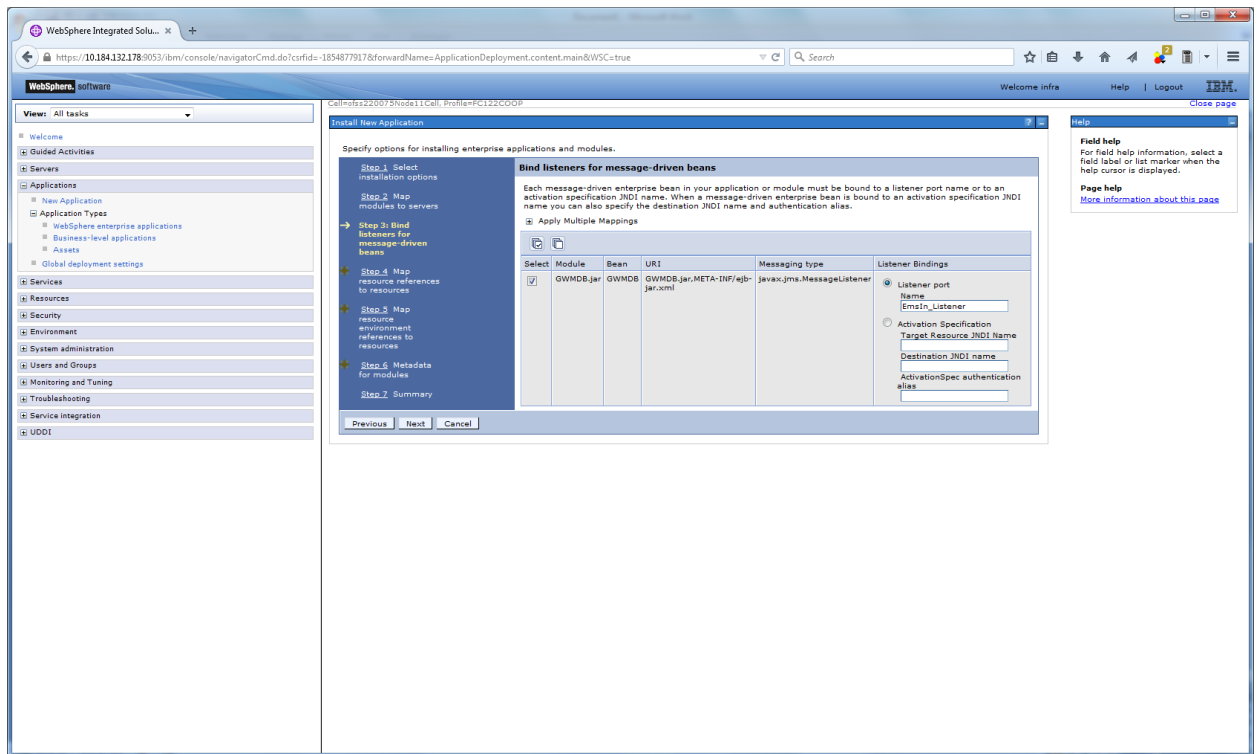 WebSphere Integrated Solu... × +
https://10.184.132.178:9053/ibm/console/navigatorCmd.do?csrfid=-1854877917&forwardName=ApplicationDeployment.content.main&WSC=true
Search
2
WebSphere. software
Welcome infra
Help | Logout
IBM.
Cell=ofss220075Node11Cell, Profile=FC122COOP
Close page
View: All tasks
Welcome
Guided Activities
Servers
Applications
New Application
Application Types
WebSphere enterprise applications
Business-level applications
Assets
Global deployment settings
Services
Resources
Security
Environment
System administration
Users and Groups
Monitoring and Tuning
Troubleshooting
Service integration
UDDI
Install New Application
?
Specify options for installing enterprise applications and modules.
Step 1 Select
installation options
Step 2 Map
modules to servers
Step 3: Bind
listeners for
message-driven
beans
Step 4 Map
resource references
to resources
Step 5 Map
resource
environment
references to
resources
Step 6 Metadata
for modules
Step 7 Summary
Bind listeners for message-driven beans
Each message-driven enterprise bean in your application or module must be bound to a listener port name or to an
activation specification JNDI name. When a message-driven enterprise bean is bound to an activation specification JNDI
name you can also specify the destination JNDI name and authentication alias.
Apply Multiple Mappings
Select Module Bean URI Messaging type Listener Bindings
GWMDB.jar GWMDB GWMDB.jar,META-INF/ejb-
jar.xml
javax.jms.MessageListener
Listener port
Name
EmsIn_Listener
Activation Specification
Target Resource JNDI Name
Destination JNDI name
ActivationSpec authentication
alias
Previous Next Cancel
Help
Field help
For field help information, select a
field label or list marker when the
help cursor is displayed.
Page help
More information about this page